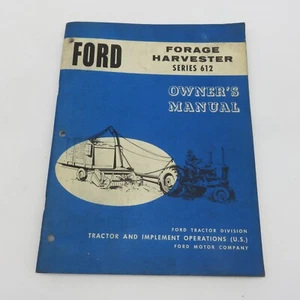 FORD
FORAGE
HARVESTER
SERIES 612
OWNER'S
MANUAL
FORD TRACTOR DIVISION
TRACTOR AND IMPLEMENT OPERATIONS (U.S.)
FORD MOTOR COMPANY